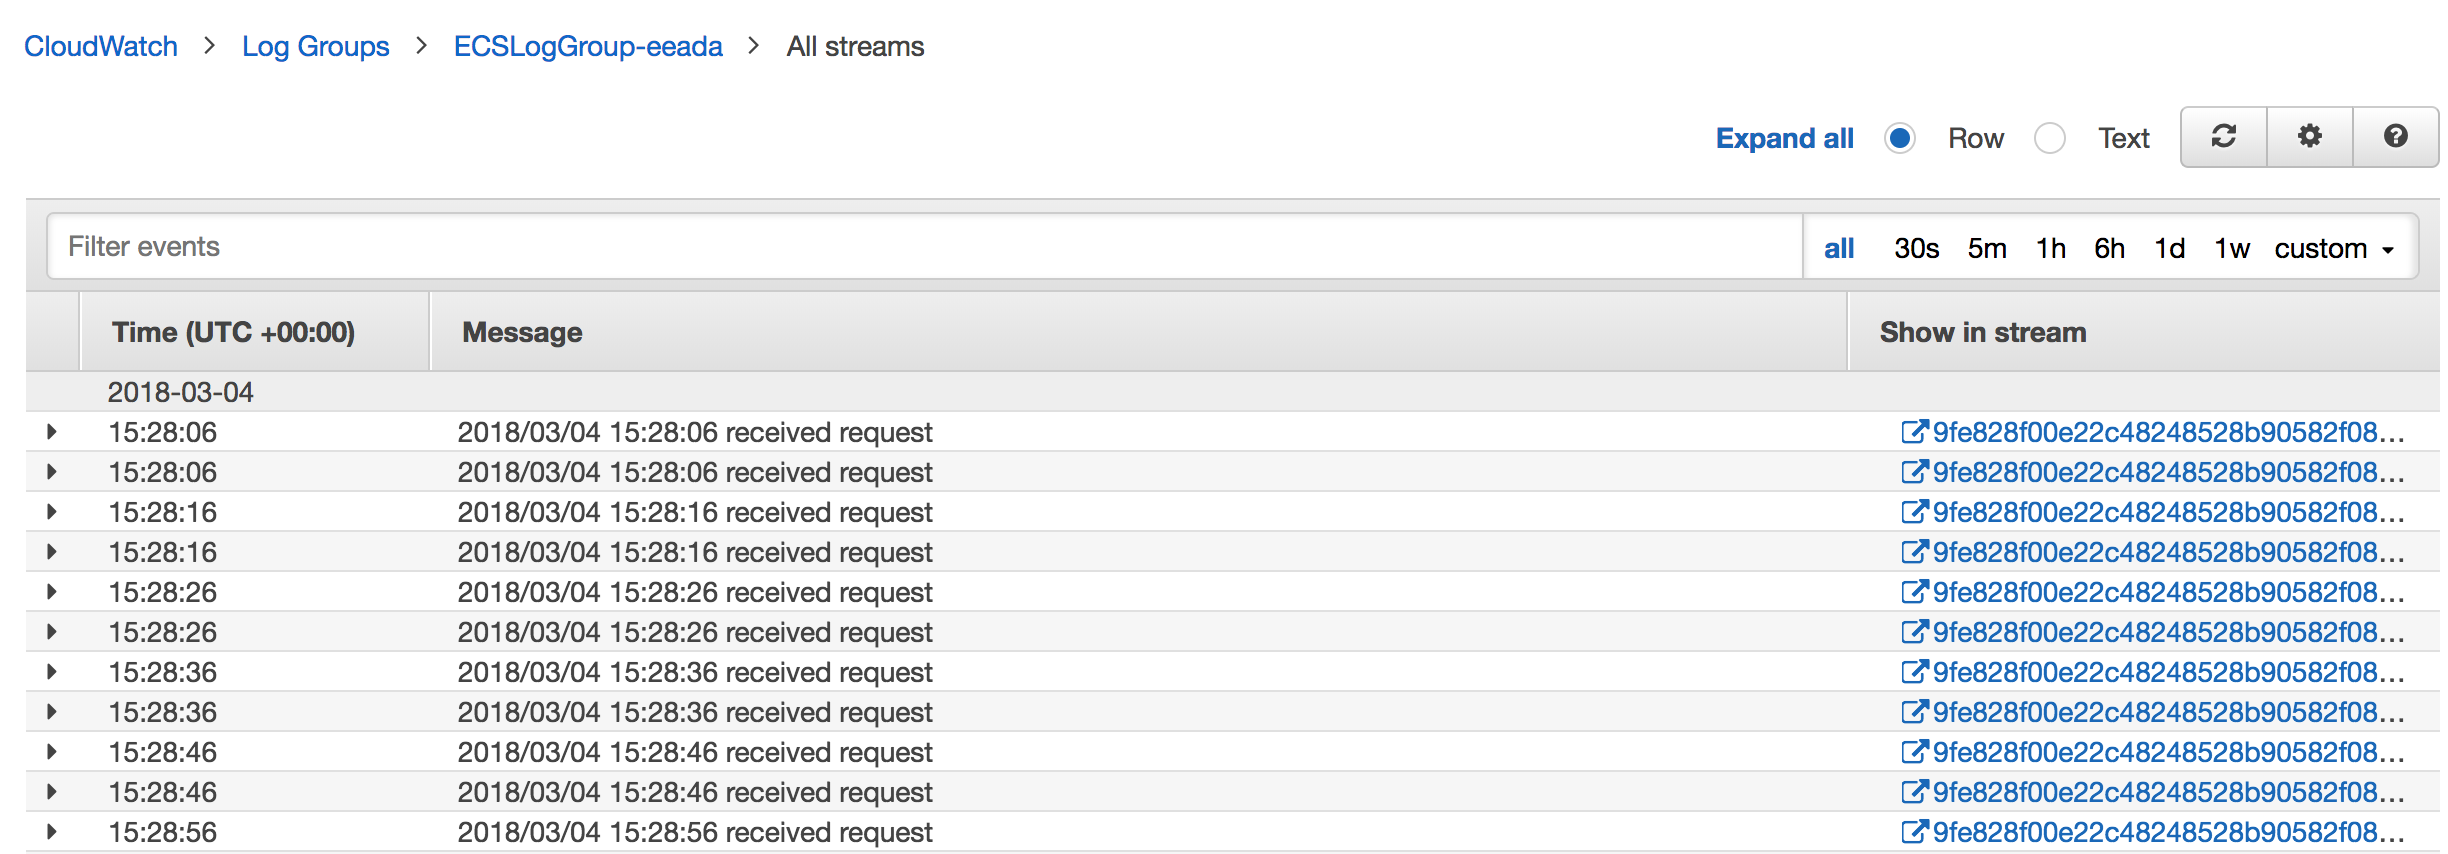 CloudWatch > Log Groups > ECSLogGroup-eeada > All streams
Expand all Row Text
Filter events all 30s 5m 1h 6h 1d 1w custom
Time (UTC +00:00) Message Show in stream
2018-03-04
15:28:06 2018/03/04 15:28:06 received request 9fe828f00e22c48248528b90582f08...
15:28:06 2018/03/04 15:28:06 received request 9fe828f00e22c48248528b90582f08...
15:28:16 2018/03/04 15:28:16 received request 9fe828f00e22c48248528b90582f08...
15:28:16 2018/03/04 15:28:16 received request 9fe828f00e22c48248528b90582f08...
15:28:26 2018/03/04 15:28:26 received request 9fe828f00e22c48248528b90582f08...
15:28:26 2018/03/04 15:28:26 received request 9fe828f00e22c48248528b90582f08...
15:28:36 2018/03/04 15:28:36 received request 9fe828f00e22c48248528b90582f08...
15:28:36 2018/03/04 15:28:36 received request 9fe828f00e22c48248528b90582f08...
15:28:46 2018/03/04 15:28:46 received request 9fe828f00e22c48248528b90582f08...
15:28:46 2018/03/04 15:28:46 received request 9fe828f00e22c48248528b90582f08...
15:28:56 2018/03/04 15:28:56 received request 9fe828f00e22c48248528b90582f08...